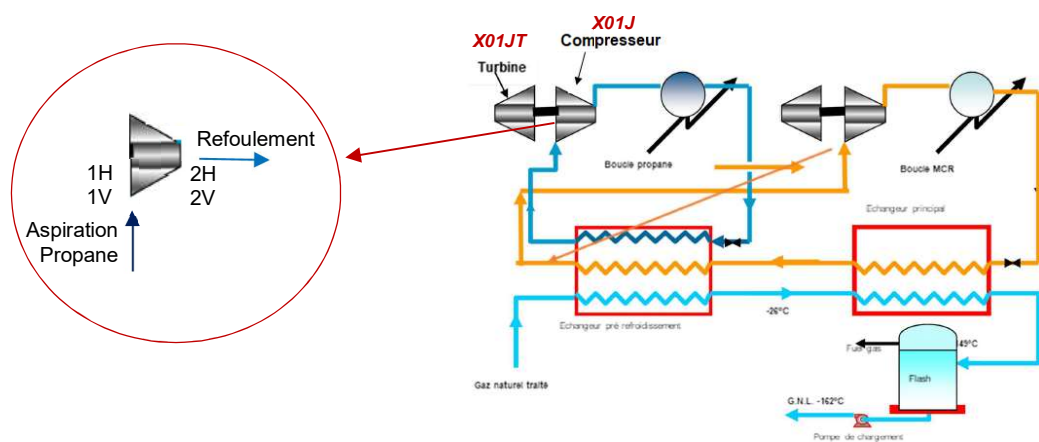 X01JT
X01J
Compresseur
Turbine
Refoulement
1H
1V
2H
2V
Aspiration
Propane
Boucle propane
Boucle MCR
Echangeur principal
Echangeur pré refroidissement
-26°C
Gaz naturel traité
Fuel gas
Flash
G.N.L. -162°C
Pompe de chargement